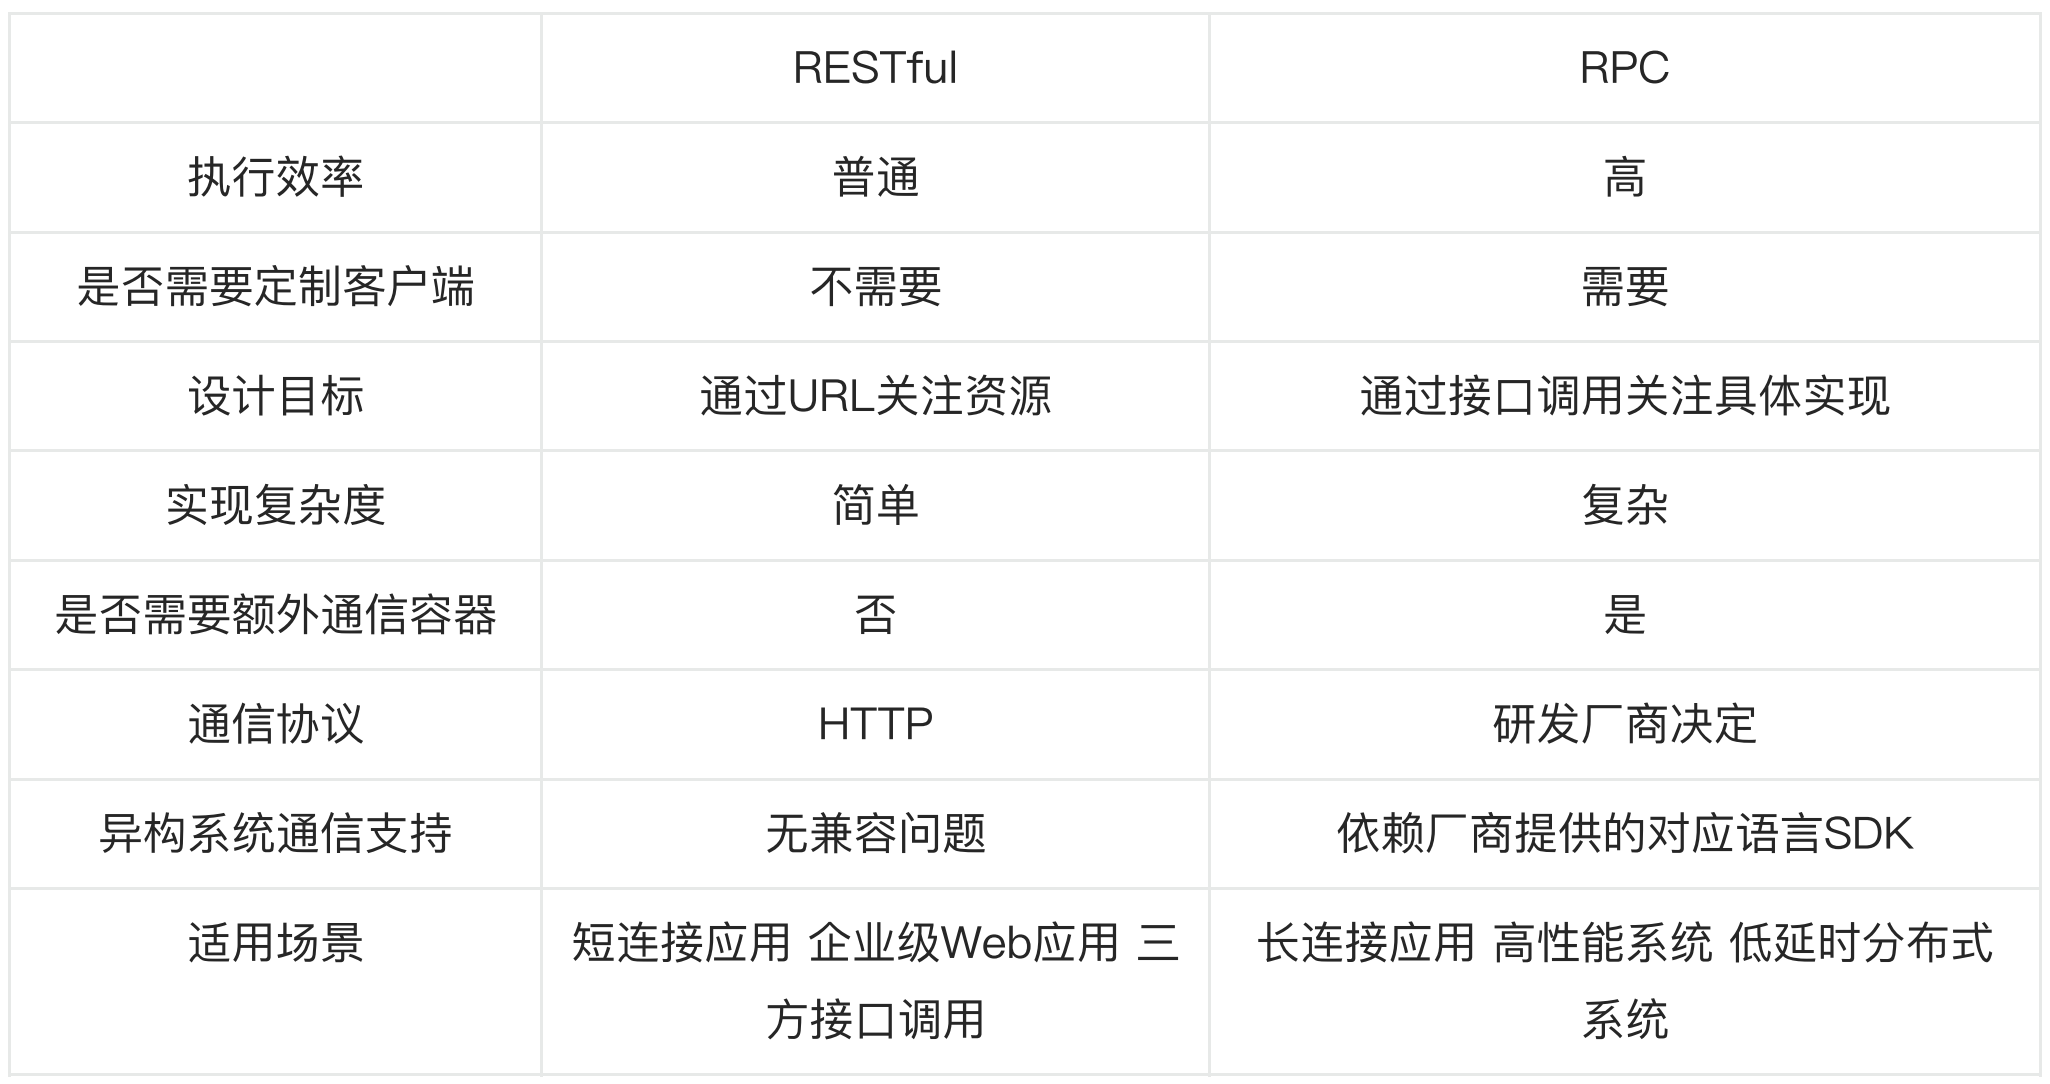 RESTful
RPC
执行效率
普通
高
是否需要定制客户端
不需要
需要
设计目标
通过URL关注资源
通过接口调用关注具体实现
实现复杂度
简单
复杂
是否需要额外通信容器
否
是
通信协议
HTTP
研发厂商决定
异构系统通信支持
无兼容问题
依赖厂商提供的对应语言SDK
适用场景
短连接应用 企业级Web应用 三
方接口调用
长连接应用 高性能系统 低延时分布式
系统